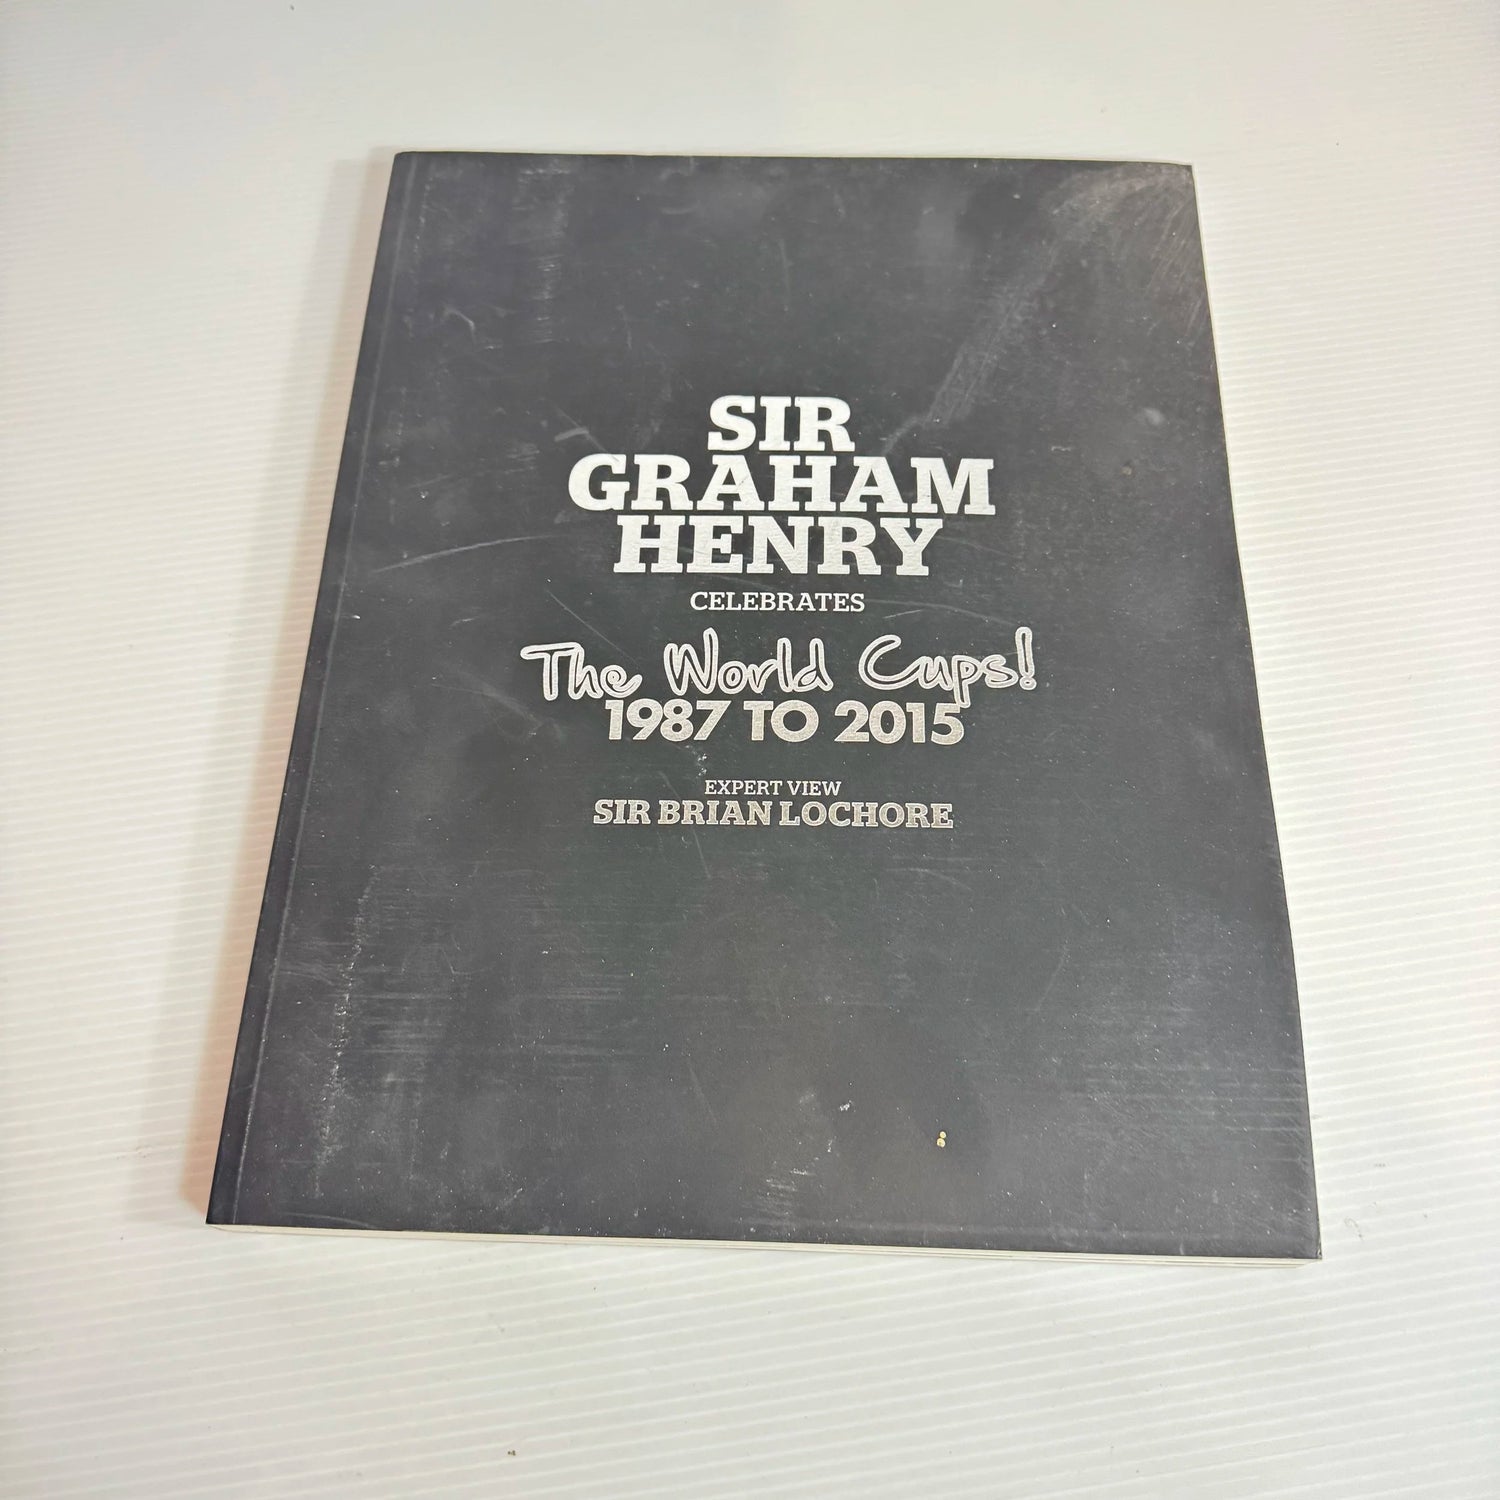 SIR
GRAHAM
HENRY
CELEBRATES
The World Cups!
1987 TO 2015
EXPERT VIEW
SIR BRIAN LOCHORE